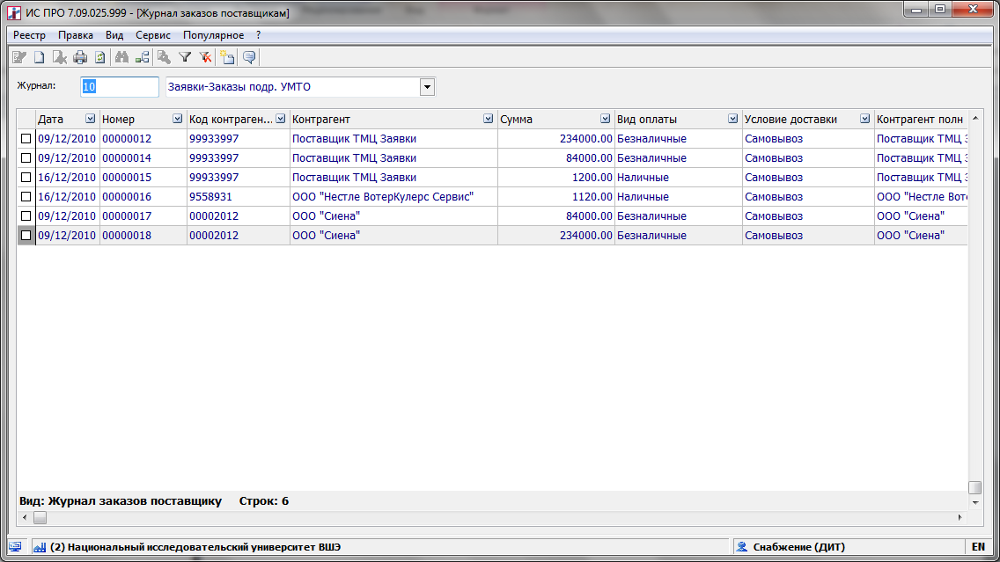 ИС ПРО 7.09.025.999 - [Журнал заказов поставщикам]
Реестр Правка Вид Сервис Популярное ?
Журнал: 10 Заявки-Заказы подр. УМТО
Дата Номер Код контраген... Контрагент Сумма Вид оплаты Условие доставки Контрагент полн
09/12/2010 00000012 99933997 Поставщик ТМЦ Заявки 234000.00 Безналичные Самовывоз Поставщик ТМЦ З
09/12/2010 00000014 99933997 Поставщик ТМЦ Заявки 84000.00 Безналичные Самовывоз Поставщик ТМЦ З
16/12/2010 00000015 99933997 Поставщик ТМЦ Заявки 1200.00 Наличные Самовывоз Поставщик ТМЦ З
16/12/2010 00000016 9558931 ООО "Нестле ВотерКулерс Сервис" 1120.00 Наличные Самовывоз ООО "Нестле Воте
09/12/2010 00000017 00002012 ООО "Сиена" 84000.00 Безналичные Самовывоз ООО "Сиена"
09/12/2010 00000018 00002012 ООО "Сиена" 234000.00 Безналичные Самовывоз ООО "Сиена"
Вид: Журнал заказов поставщику Строк: 6
(2) Национальный исследовательский университет ВШЭ Снабжение (ДИТ) EN